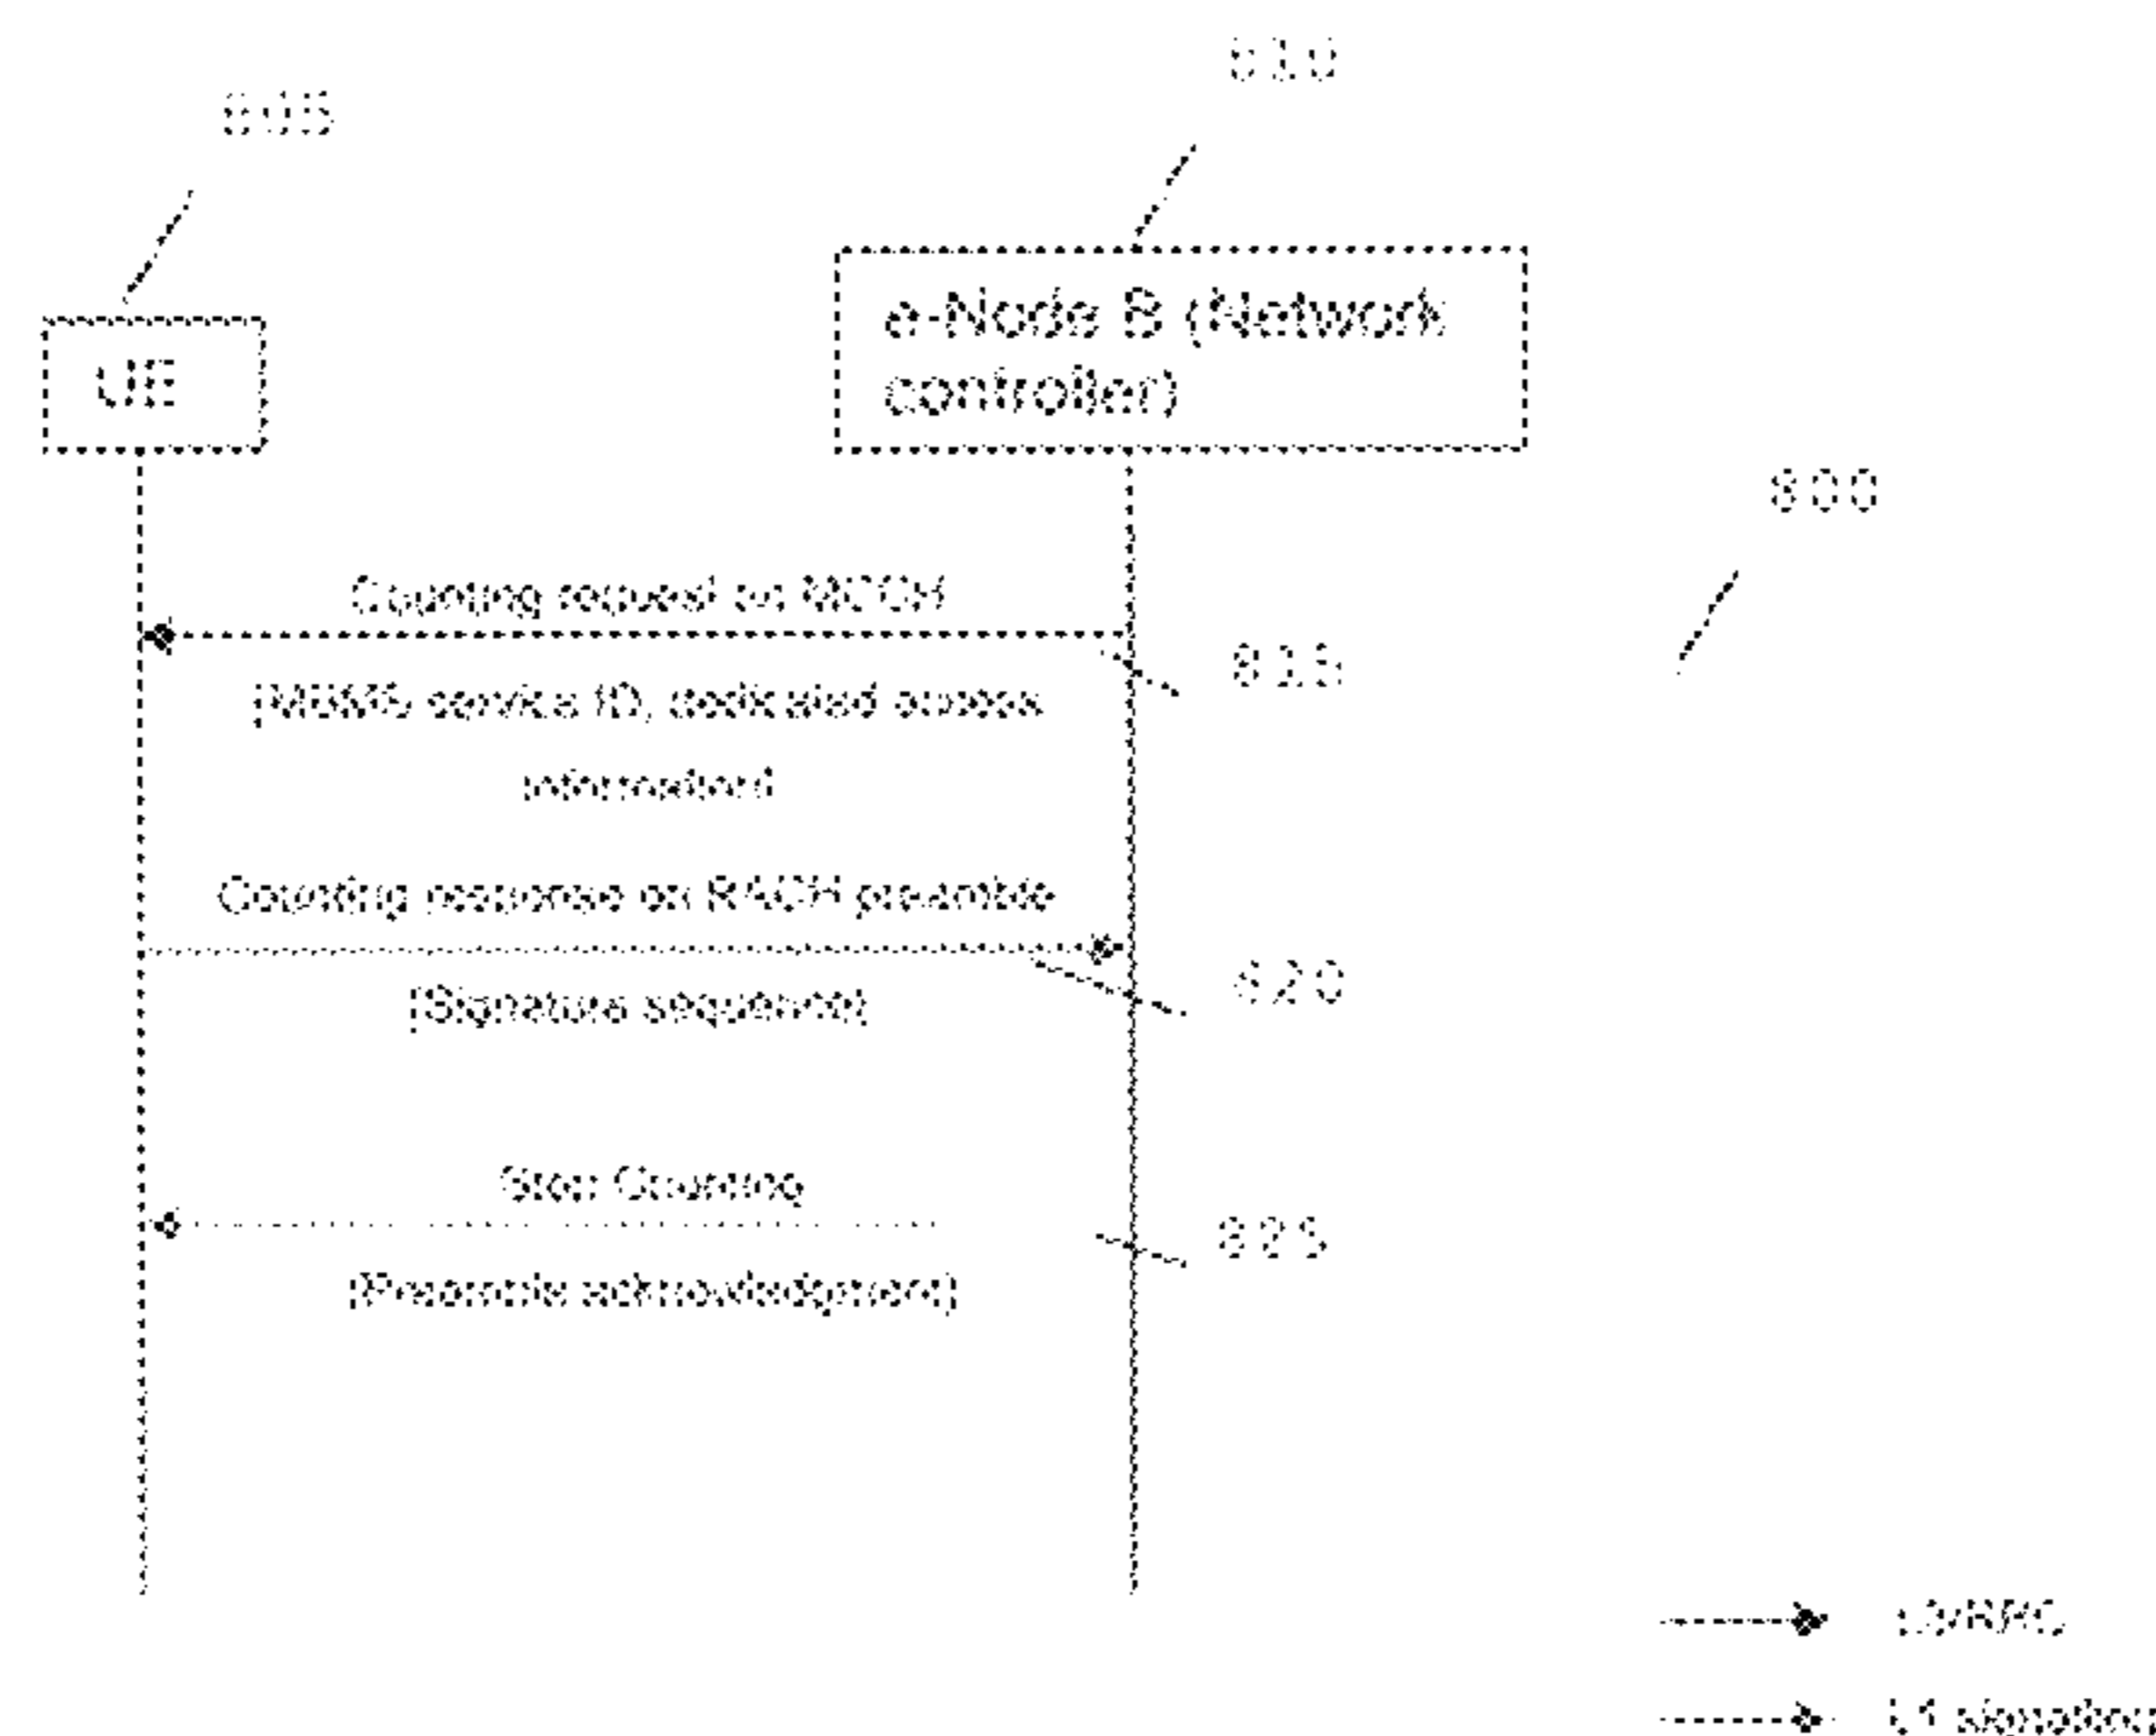 810
805
e-Node B (Network
controller)
UE
800
Counting request on MCCH
815
[MBMS service ID, dedicated access
information]
Counting response on RACH preamble
820
[Signature sequence]
Stop Counting
825
[Preamble acknowledgment]
L3/RRC
L1 signaling